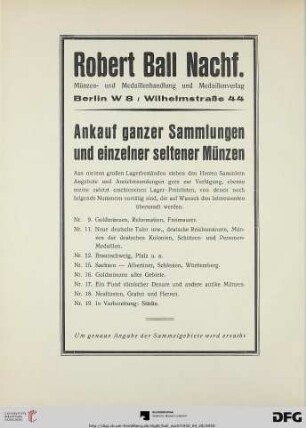 Robert Ball Nachf.
Münzen- und Medaillenhandlung und Medaillenverlag
Berlin W 8 / Wilhelmstraße 44
Ankauf ganzer Sammlungen
und einzelner seltener Münzen
Aus meinen großen Lagerbeständen stehen den Herren Sammlern
Angebote und Ansichtssendungen gern zur Verfügung, ebenso
meine zuletzt erschienenen Lager-Preislisten, von denen noch
folgende Nummern vorrätig sind, die auf Wunsch den Interessenten
übersandt werden.
Nr. 9. Goldmünzen, Reformation, Freimaurer.
Nr. 11. Neue deutsche Taler usw., deutsche Reichsmünzen, Mün-
zen der deutschen Kolonien, Schützen- und Personen-
Medaillen.
Nr. 12. Braunschweig, Pfalz u. a.
Nr. 15. Sachsen — Albertiner, Schlesien, Württemberg.
Nr. 16. Goldmünzen aller Gebiete.
Nr. 17. Ein Fund römischer Denare und andere antike Münzen.
Nr. 18. Neufürsten, Grafen und Herren.
Nr. 19. In Vorbereitung: Städte.
Um genaue Angabe der Sammelgebiete wird ersucht
DFG